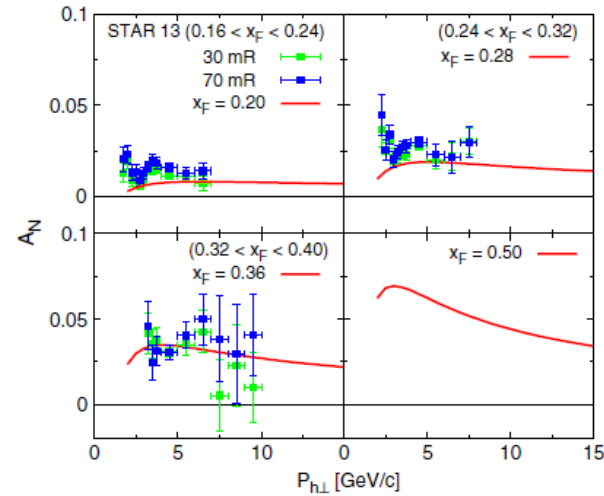 STAR 13 (0.16 < x_F < 0.24)
30 mR
70 mR
x_F = 0.20
(0.24 < x_F < 0.32)
x_F = 0.28
0.1
0.05
0
A_N
(0.32 < x_F < 0.40)
x_F = 0.36
x_F = 0.50
0.1
0.05
0
0 5 10 0 5 10 15
P_h⊥ [GeV/c]